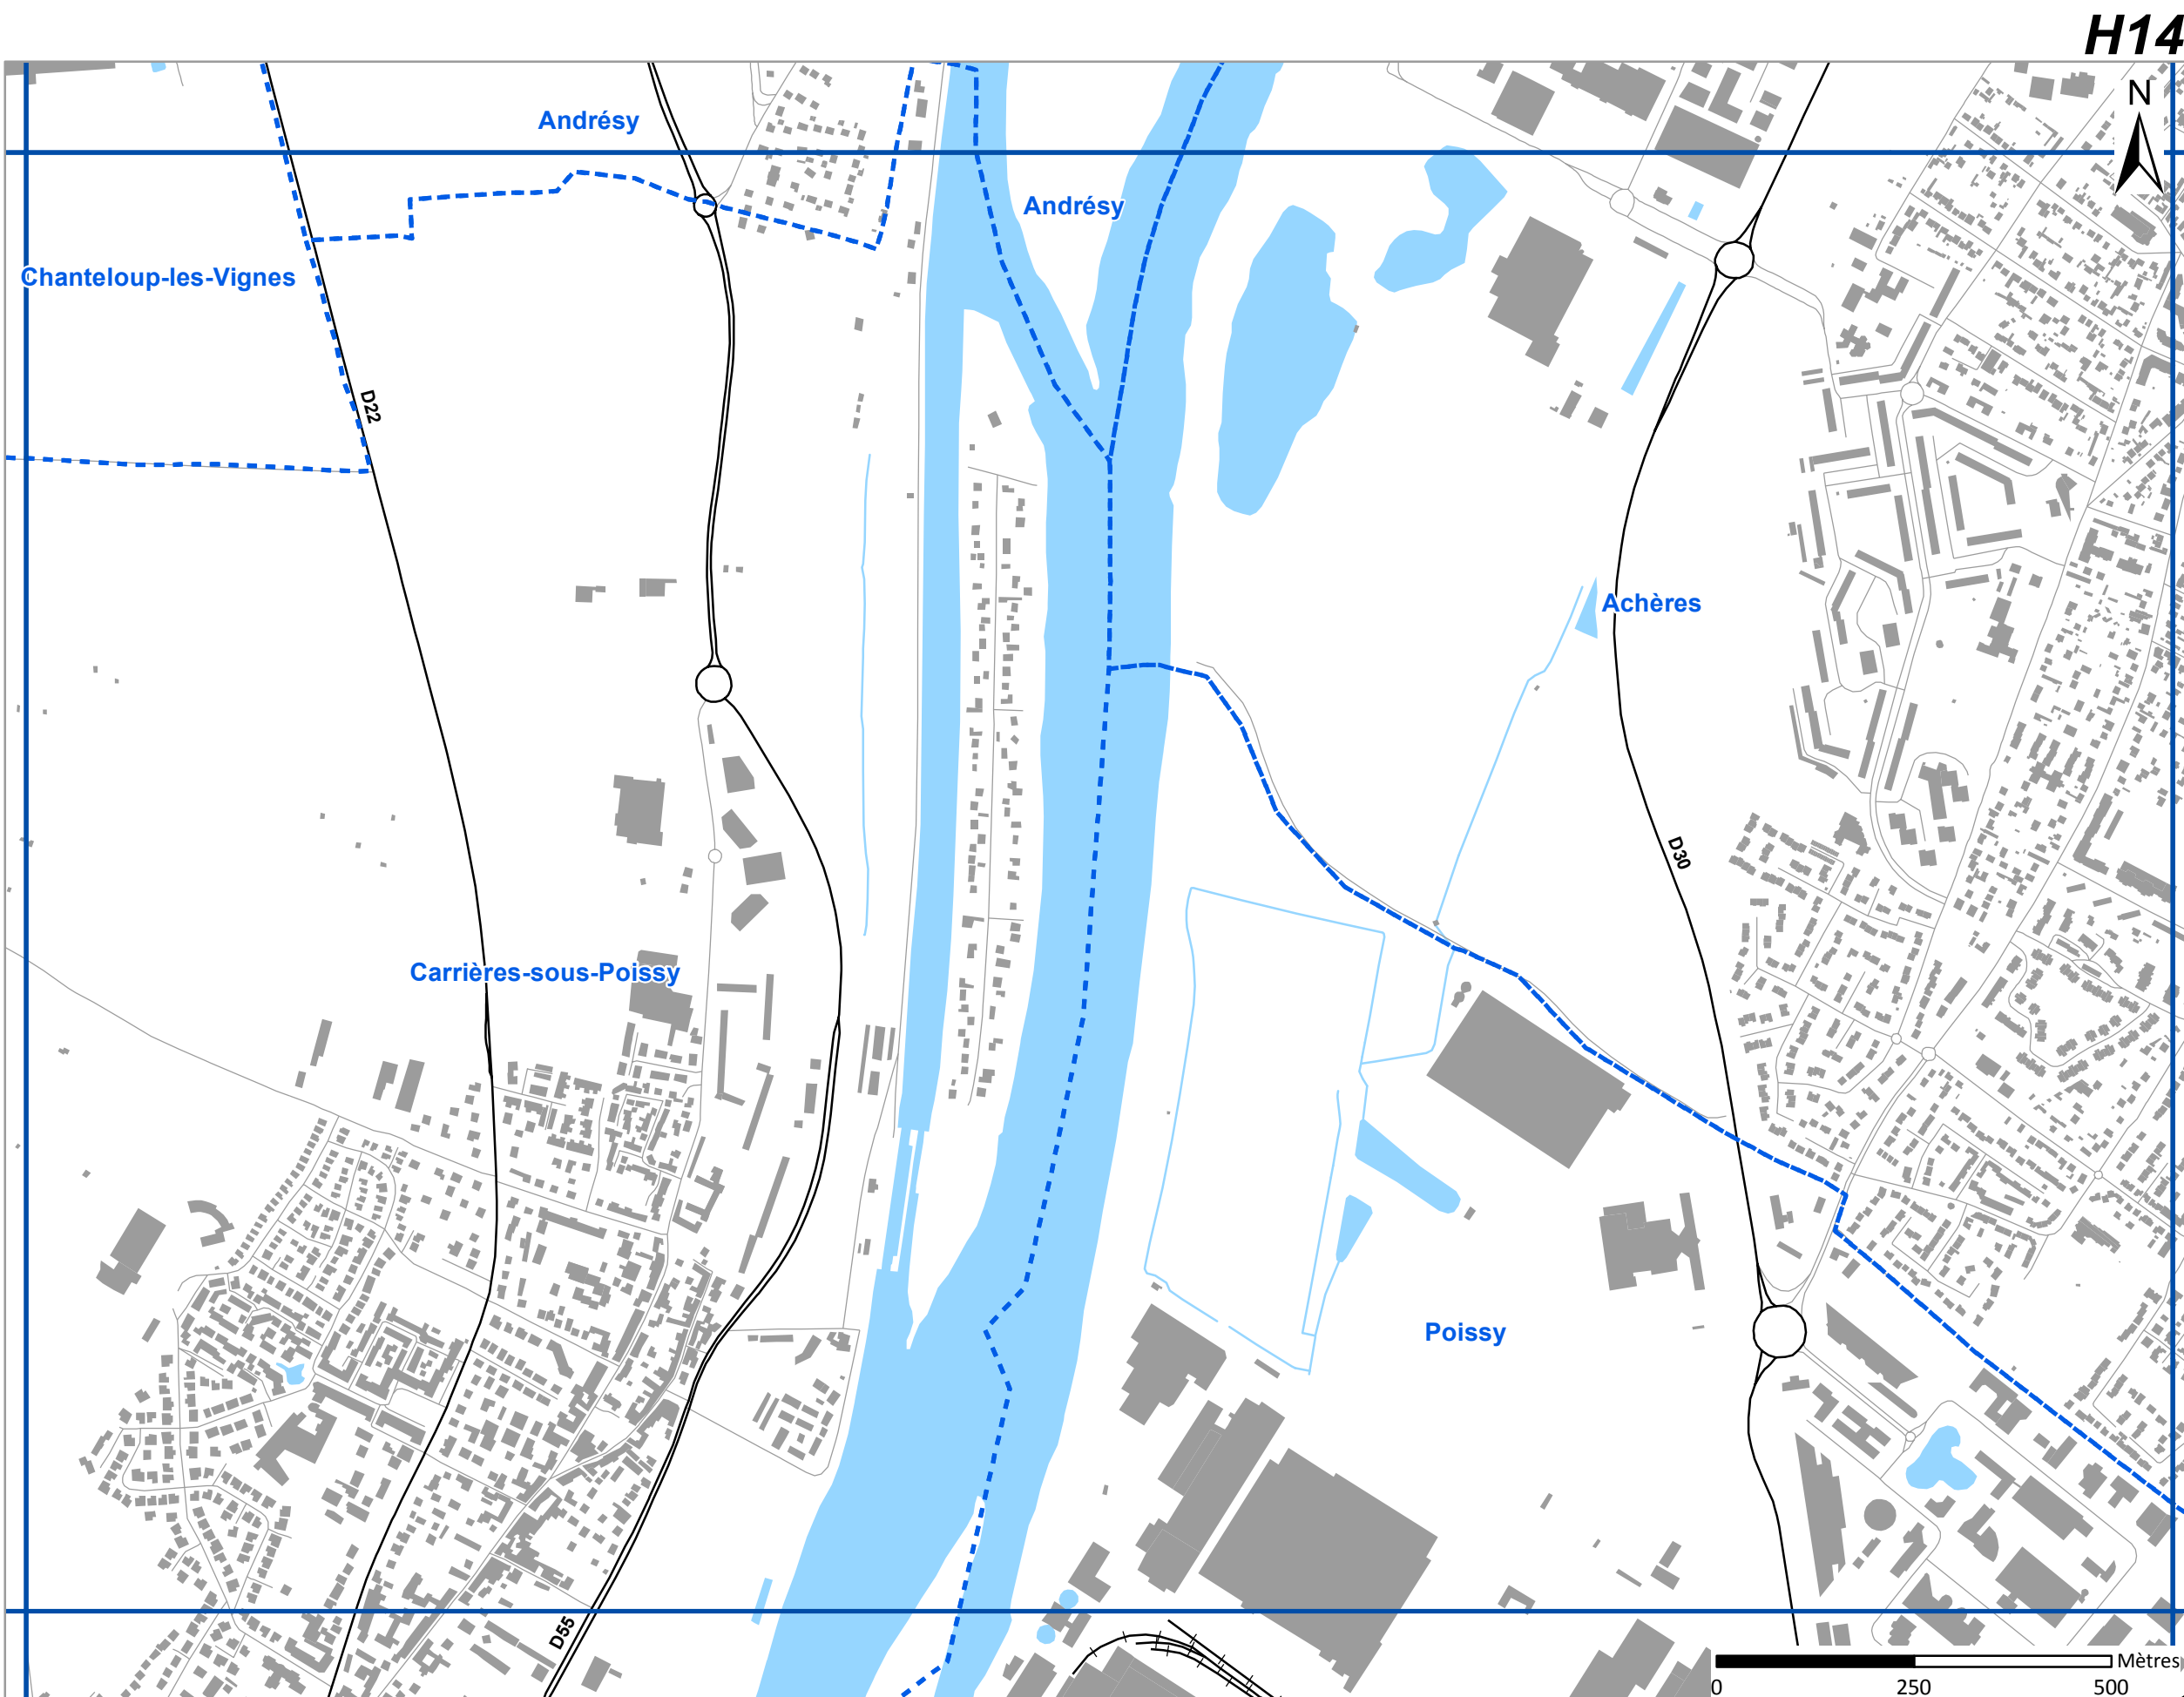 H14
N
Andrésy
Andrésy
Chanteloup-les-Vignes
D22
Achères
D30
Carrières-sous-Poissy
Poissy
D55
Mètres
0 250 500